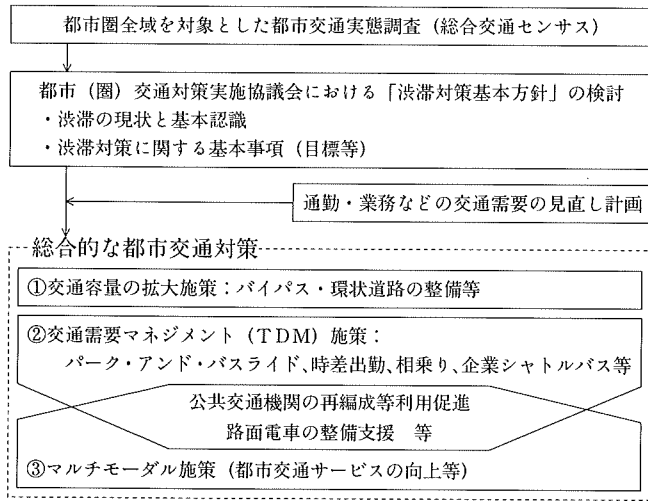 都市圏全域を対象とした都市交通実態調査（総合交通センサス）
都市（圏）交通対策実施協議会における「渋滞対策基本方針」の検討
・渋滞の現状と基本認識
・渋滞対策に関する基本事項（目標等）
通勤・業務などの交通需要の見直し計画
総合的な都市交通対策
①交通容量の拡大施策：バイパス・環状道路の整備等
②交通需要マネジメント（TDM）施策：
パーク・アンド・バスライド、時差出勤、相乗り、企業シャトルバス等
公共交通機関の再編成等利用促進
路面電車の整備支援　等
③マルチモーダル施策（都市交通サービスの向上等）